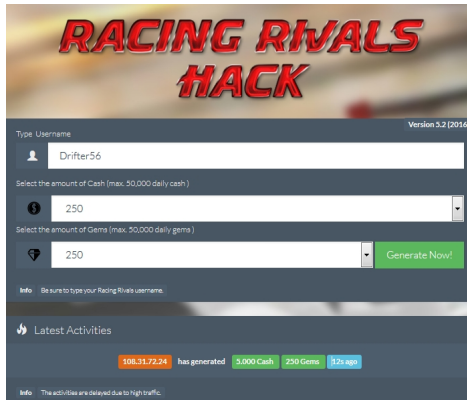 RACING RIVALS
HACK
Version 5.2 [2016
Type Username
Drifter56
Select the amount of Cash (max. 50,000 daily cash )
250
Select the amount of Gems (max. 50,000 daily gems )
250
Generate Now!
Info Be sure to type your Racing Rivals username.
Latest Activities
108.31.72.24 has generated 5.000 Cash 250 Gems 12s ago
Info The activities are delayed due to high traffic.